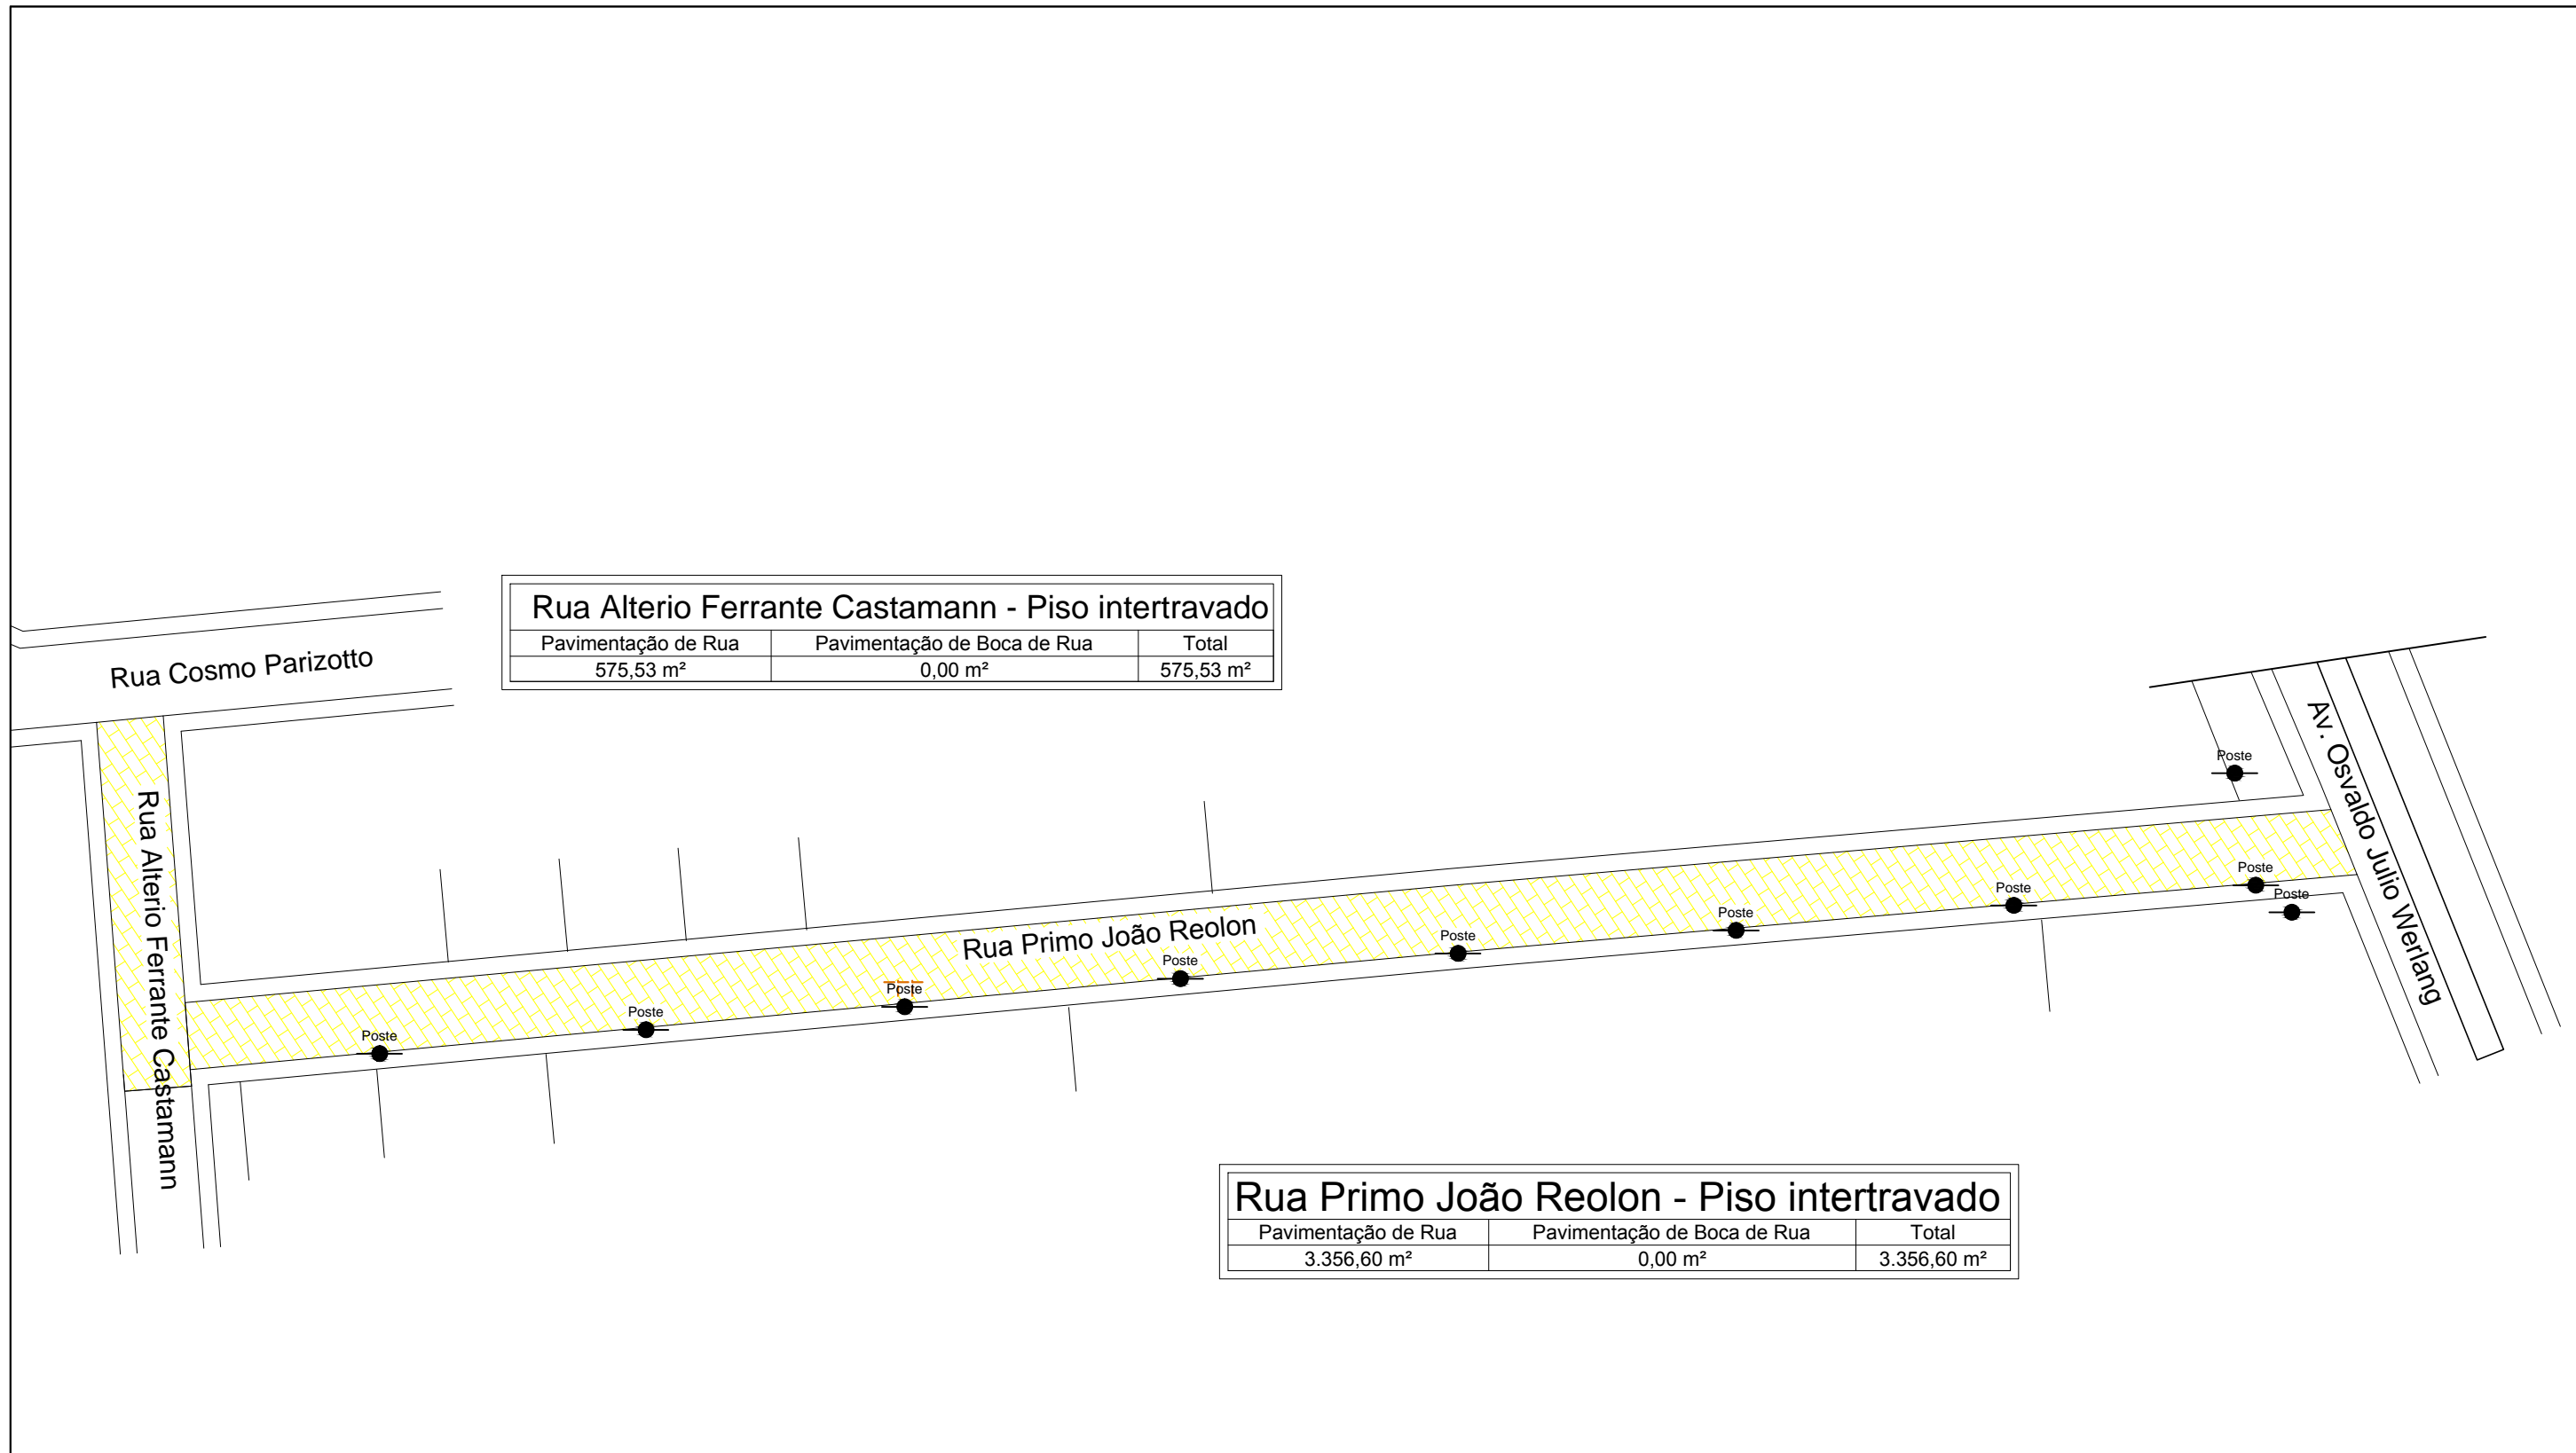 Rua Alterio Ferrante Castamann - Piso intertravado
Pavimentação de Rua Pavimentação de Boca de Rua Total
575,53 m² 0,00 m² 575,53 m²
Rua Cosmo Parizotto
Av. Osvaldo Julio Werlang
Poste
Rua Alterio Ferrante Castamann
Poste
Poste
Poste
Poste
Rua Primo João Reolon
Poste
Poste
Poste
Poste
Poste
Rua Primo João Reolon - Piso intertravado
Pavimentação de Rua Pavimentação de Boca de Rua Total
3.356,60 m² 0,00 m² 3.356,60 m²